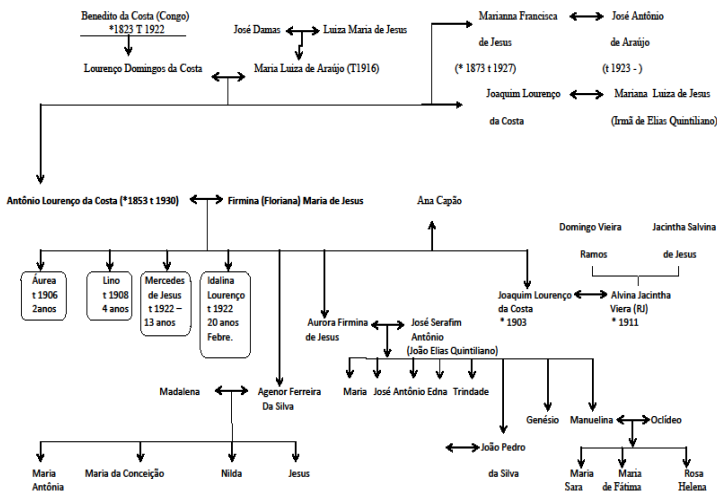 Benedito da Costa (Congo)
*1823 T 1922
José Damas
Luiza Maria de Jesus
Marianna Francisca
de Jesus
(* 1873 t 1927)
José Antônio
de Araújo
(t 1923 - )
Lourenço Domingos da Costa
Maria Luiza de Araújo (T1916)
Joaquim Lourenço
da Costa
Mariana Luiza de Jesus
(Irmã de Elias Quintiliano)
Antônio Lourenço da Costa (*1853 t 1930)
Firmina (Floriana) Maria de Jesus
Ana Capão
Domingo Vieira
Ramos
Jacintha Salvina
de Jesus
Áurea
t 1906
2anos
Lino
t 1908
4 anos
Mercedes
de Jesus
t 1922 –
13 anos
Idalina
Lourenço
t 1922
20 anos
Febre.
Joaquim Lourenço
da Costa
* 1903
Alvina Jacintha
Viera (RJ)
* 1911
Aurora Firmina
de Jesus
José Serafim
Antônio
(João Elias Quintiliano)
Madalena
Agenor Ferreira
Da Silva
Maria
José Antônio
Edna
Trindade
Genésio
Manuelina
Oclídeo
João Pedro
da Silva
Maria
Antônia
Maria da Conceição
Nilda
Jesus
Maria
Sara
Maria
de Fátima
Rosa
Helena